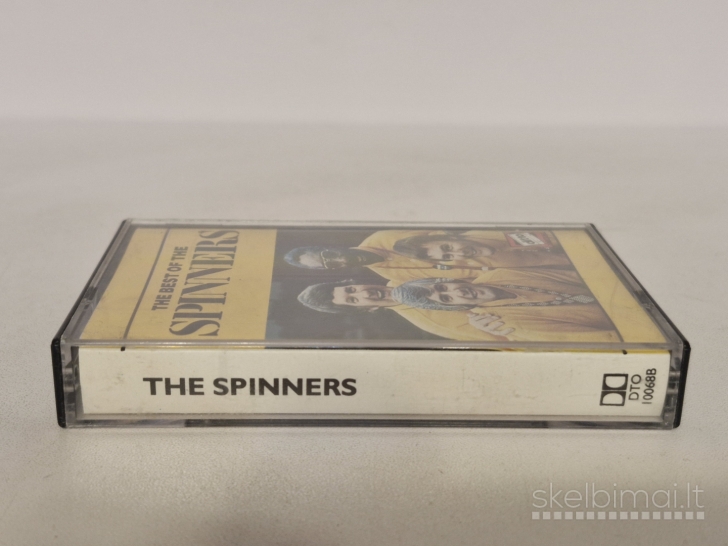 THE BEST OF THE
SPINNERS
THE SPINNERS
DTO
10068B
skelbimai.lt